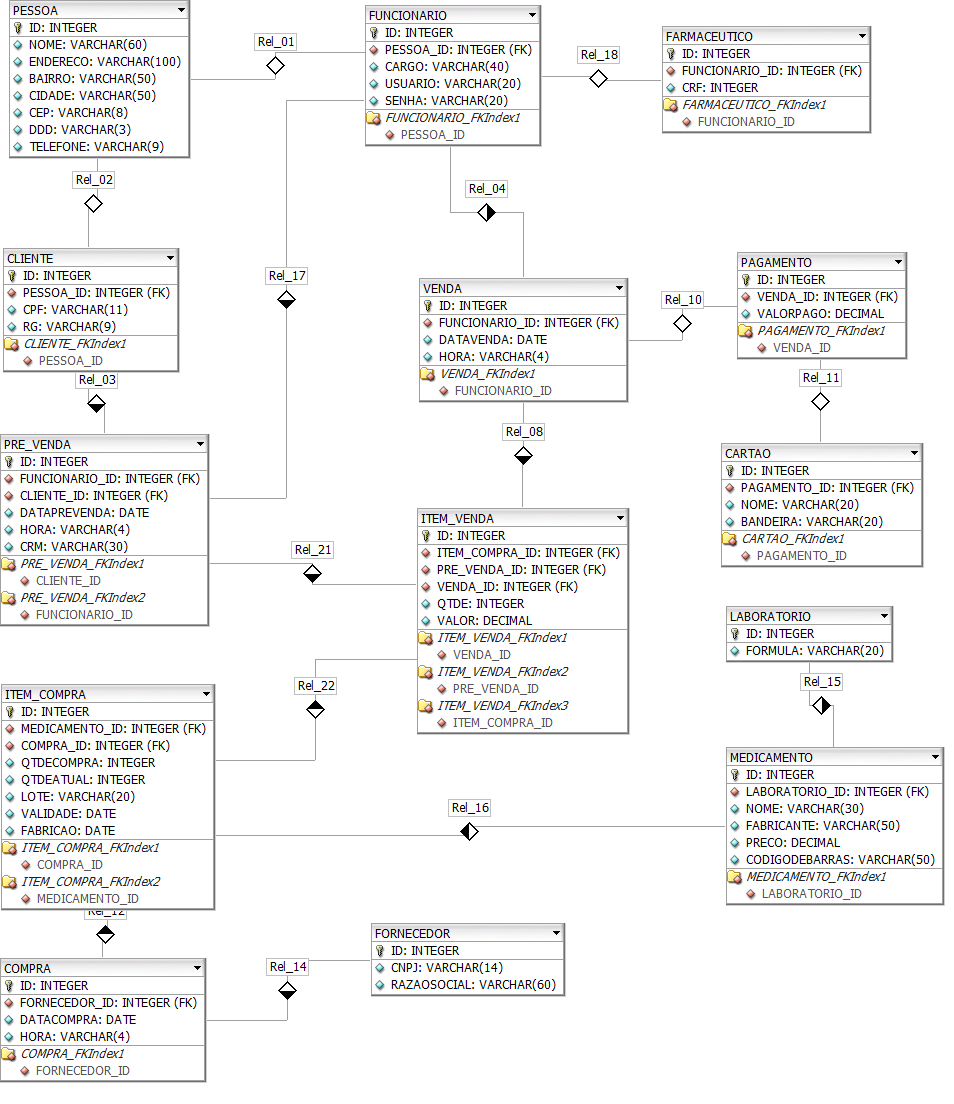 PESSOA
ID: INTEGER
NOME: VARCHAR(60)
ENDERECO: VARCHAR(100)
BAIRRO: VARCHAR(50)
CIDADE: VARCHAR(50)
CEP: VARCHAR(8)
DDD: VARCHAR(3)
TELEFONE: VARCHAR(9)
Rel_01
FUNCIONARIO
ID: INTEGER
PESSOA_ID: INTEGER (FK)
CARGO: VARCHAR(40)
USUARIO: VARCHAR(20)
SENHA: VARCHAR(20)
FUNCIONARIO_FKIndex1
PESSOA_ID
Rel_18
FARMACEUTICO
ID: INTEGER
FUNCIONARIO_ID: INTEGER (FK)
CRF: INTEGER
FARMACEUTICO_FKIndex1
FUNCIONARIO_ID
Rel_02
Rel_04
CLIENTE
ID: INTEGER
PESSOA_ID: INTEGER (FK)
CPF: VARCHAR(11)
RG: VARCHAR(9)
CLIENTE_FKIndex1
PESSOA_ID
Rel_17
VENDA
ID: INTEGER
FUNCIONARIO_ID: INTEGER (FK)
DATAVENDA: DATE
HORA: VARCHAR(4)
VENDA_FKIndex1
FUNCIONARIO_ID
Rel_10
PAGAMENTO
ID: INTEGER
VENDA_ID: INTEGER (FK)
VALORPAGO: DECIMAL
PAGAMENTO_FKIndex1
VENDA_ID
Rel_03
Rel_11
Rel_08
PRE_VENDA
ID: INTEGER
FUNCIONARIO_ID: INTEGER (FK)
CLIENTE_ID: INTEGER (FK)
DATAPREVENDA: DATE
HORA: VARCHAR(4)
CRM: VARCHAR(30)
PRE_VENDA_FKIndex1
CLIENTE_ID
PRE_VENDA_FKIndex2
FUNCIONARIO_ID
CARTAO
ID: INTEGER
PAGAMENTO_ID: INTEGER (FK)
NOME: VARCHAR(20)
BANDEIRA: VARCHAR(20)
CARTAO_FKIndex1
PAGAMENTO_ID
Rel_21
ITEM_VENDA
ID: INTEGER
ITEM_COMPRA_ID: INTEGER (FK)
PRE_VENDA_ID: INTEGER (FK)
VENDA_ID: INTEGER (FK)
QTDE: INTEGER
VALOR: DECIMAL
ITEM_VENDA_FKIndex1
VENDA_ID
ITEM_VENDA_FKIndex2
PRE_VENDA_ID
ITEM_VENDA_FKIndex3
ITEM_COMPRA_ID
LABORATORIO
ID: INTEGER
FORMULA: VARCHAR(20)
Rel_22
Rel_15
ITEM_COMPRA
ID: INTEGER
MEDICAMENTO_ID: INTEGER (FK)
COMPRA_ID: INTEGER (FK)
QTDECOMPRA: INTEGER
QTDEATUAL: INTEGER
LOTE: VARCHAR(20)
VALIDADE: DATE
FABRICAO: DATE
ITEM_COMPRA_FKIndex1
COMPRA_ID
ITEM_COMPRA_FKIndex2
MEDICAMENTO_ID
Rel_16
MEDICAMENTO
ID: INTEGER
LABORATORIO_ID: INTEGER (FK)
NOME: VARCHAR(30)
FABRICANTE: VARCHAR(50)
PRECO: DECIMAL
CODIGODEBARRAS: VARCHAR(50)
MEDICAMENTO_FKIndex1
LABORATORIO_ID
Rel_12
COMPRA
ID: INTEGER
FORNECEDOR_ID: INTEGER (FK)
DATACOMPRA: DATE
HORA: VARCHAR(4)
COMPRA_FKIndex1
FORNECEDOR_ID
Rel_14
FORNECEDOR
ID: INTEGER
CNPJ: VARCHAR(14)
RAZAOSOCIAL: VARCHAR(60)